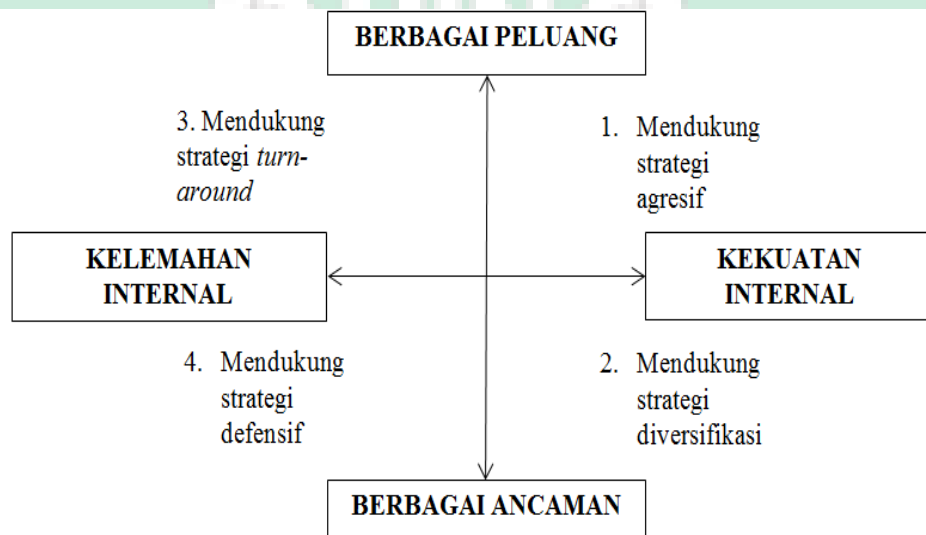 BERBAGAI PELUANG
3. Mendukung
strategi turn-
around
1. Mendukung
strategi
agresif
KELEMAHAN
INTERNAL
KEKUATAN
INTERNAL
4. Mendukung
strategi
defensif
2. Mendukung
strategi
diversifikasi
BERBAGAI ANCAMAN